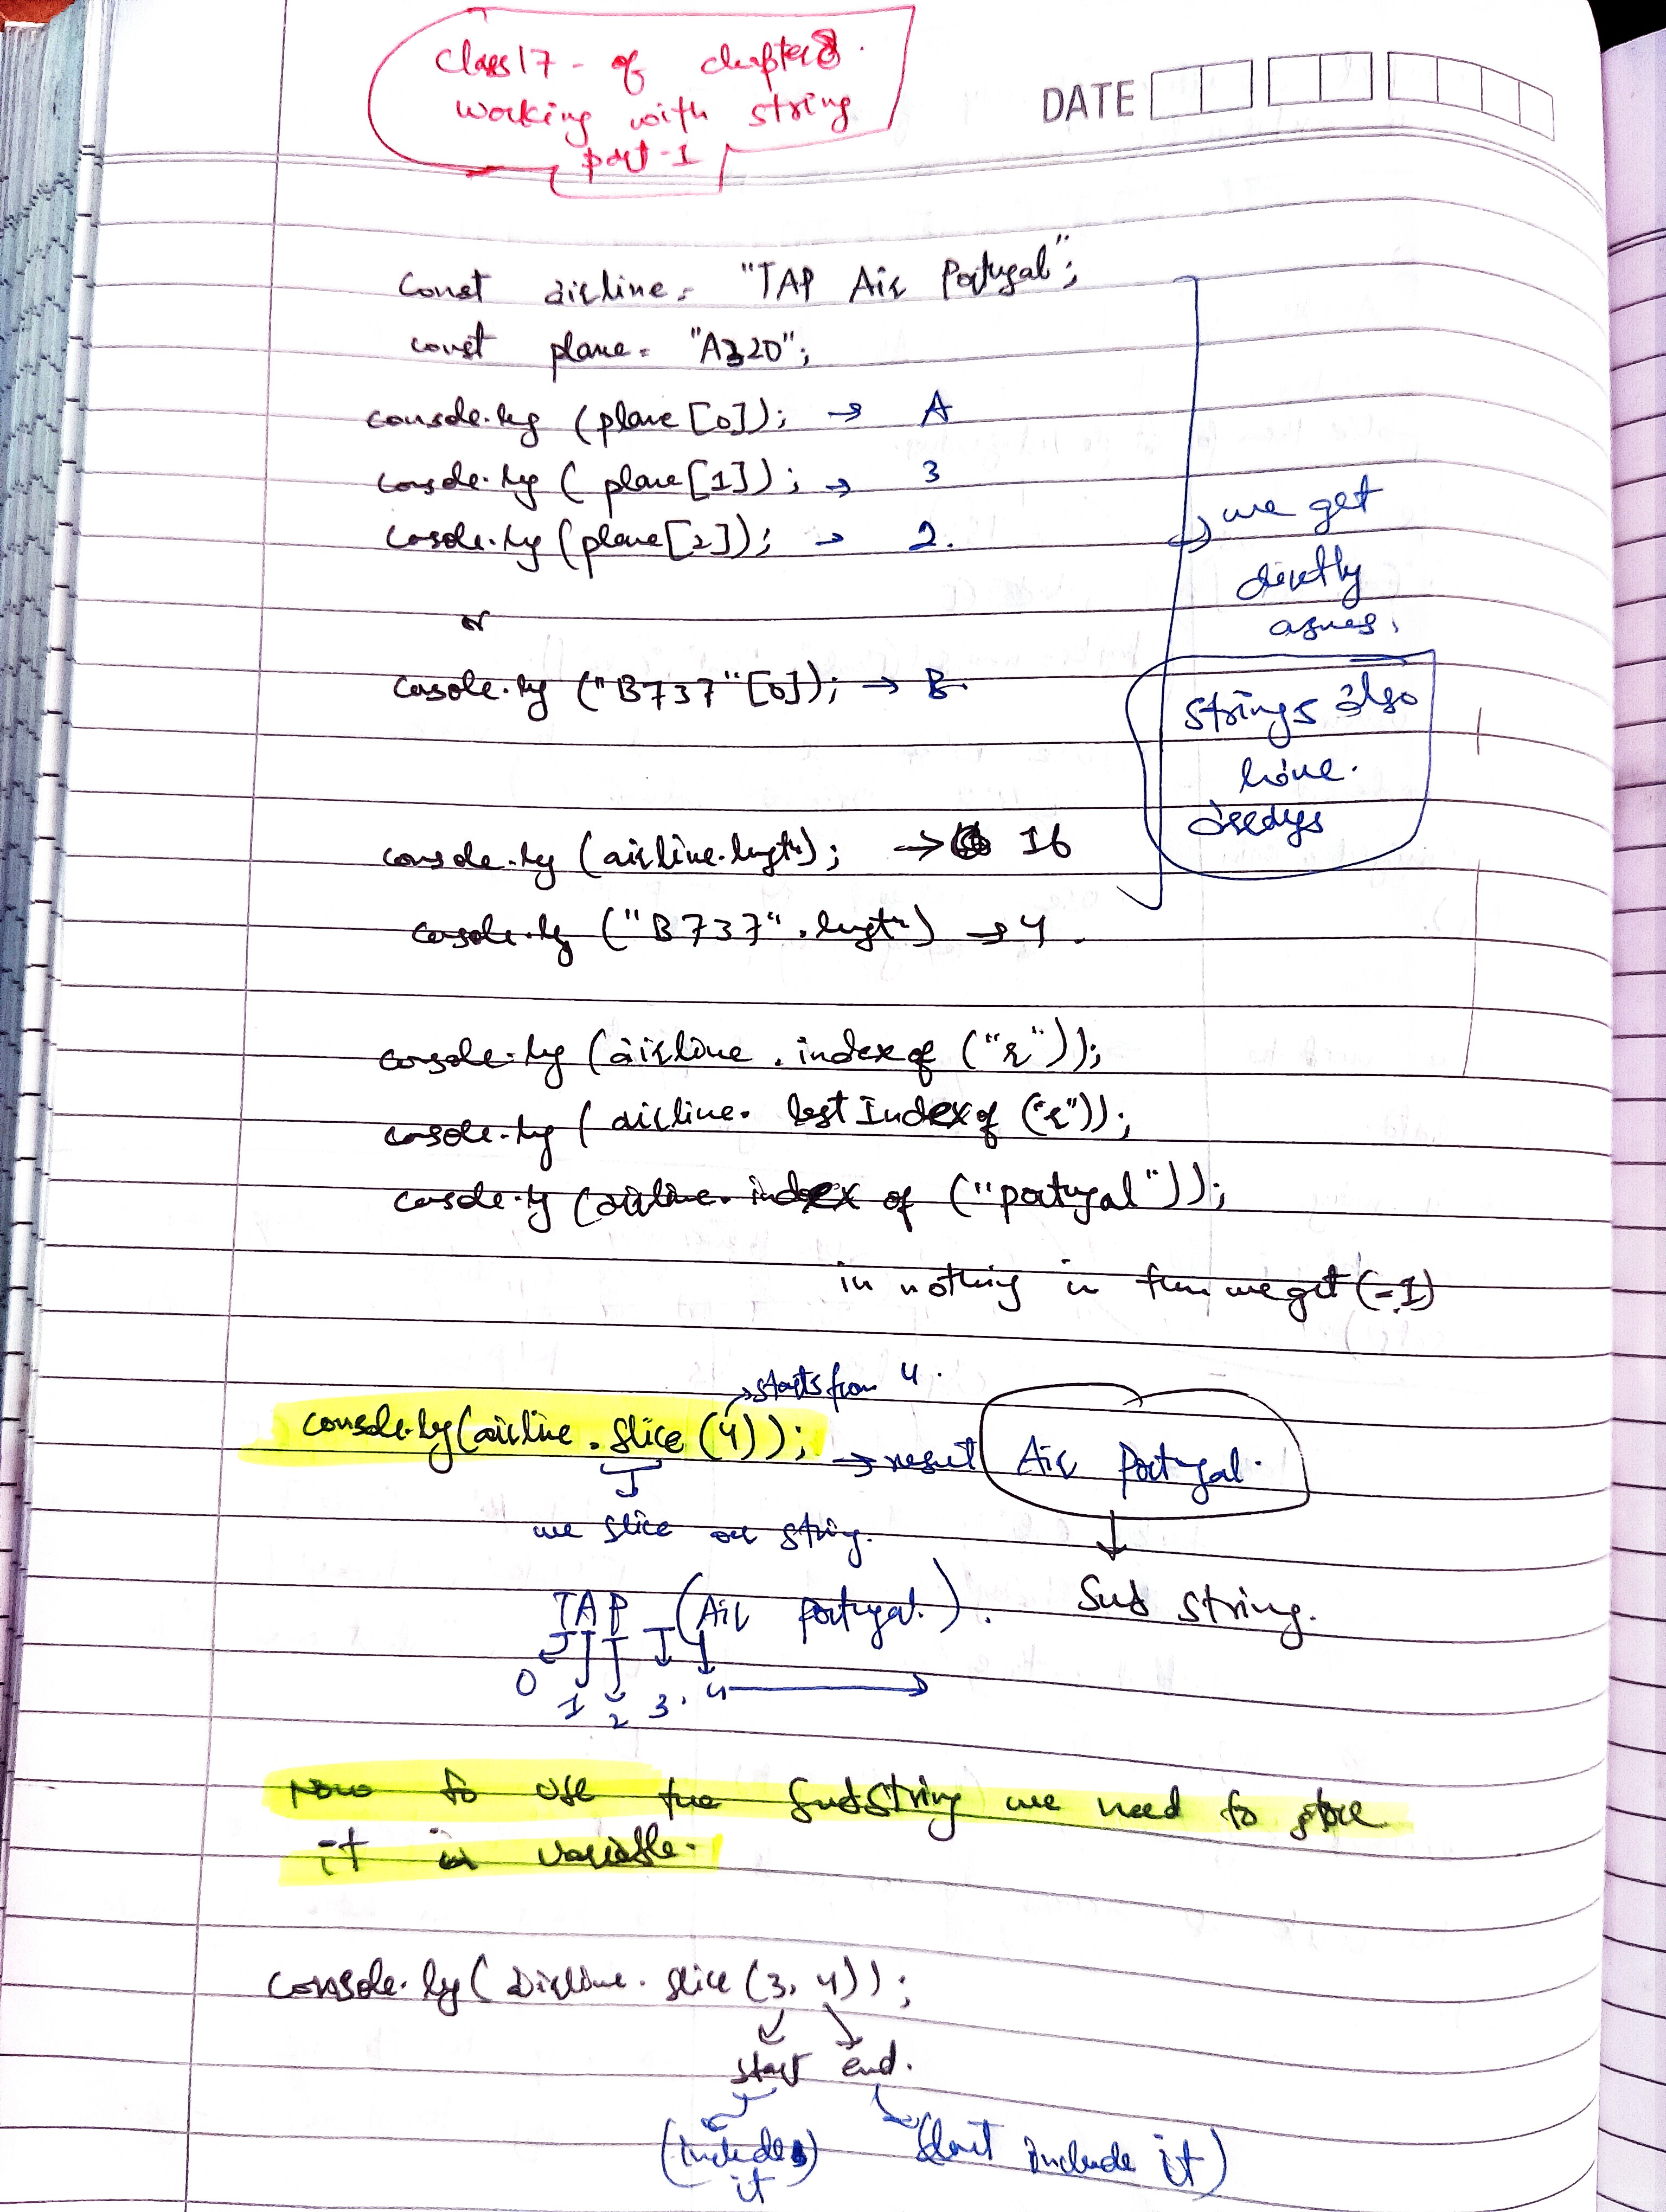 Class 17 - of chapter 8.
working with string
part-1
DATE
const airline = "TAP Air Portugal";
const plane = "A320";
console.log (plane [0]); → A
console.log ( plane [1]); → 3
console.log (plane [2]); → 2.
→ we get
directly
or
console.log ("B737" [0]); → B.
Strings also
have.
console.log (airline.length); → 16
console.log ("B737".length) → 4.
console.log (airline . indexof ("r"));
console.log ( airline. lastIndexof ("r"));
console.log (airline. index of ("portugal"));
in nothing is then we get (-1)
→ starts from 4.
console.log (airline . slice (4)); → result Air Portugal.
we slice our string.
TAP (Air Portugal.). Sub string.
0 1 2 3. 4
now to use the substring we need to store
it in variable.
console.log ( airline. slice (3, 4));
start end.
(includes it) (don't include it)